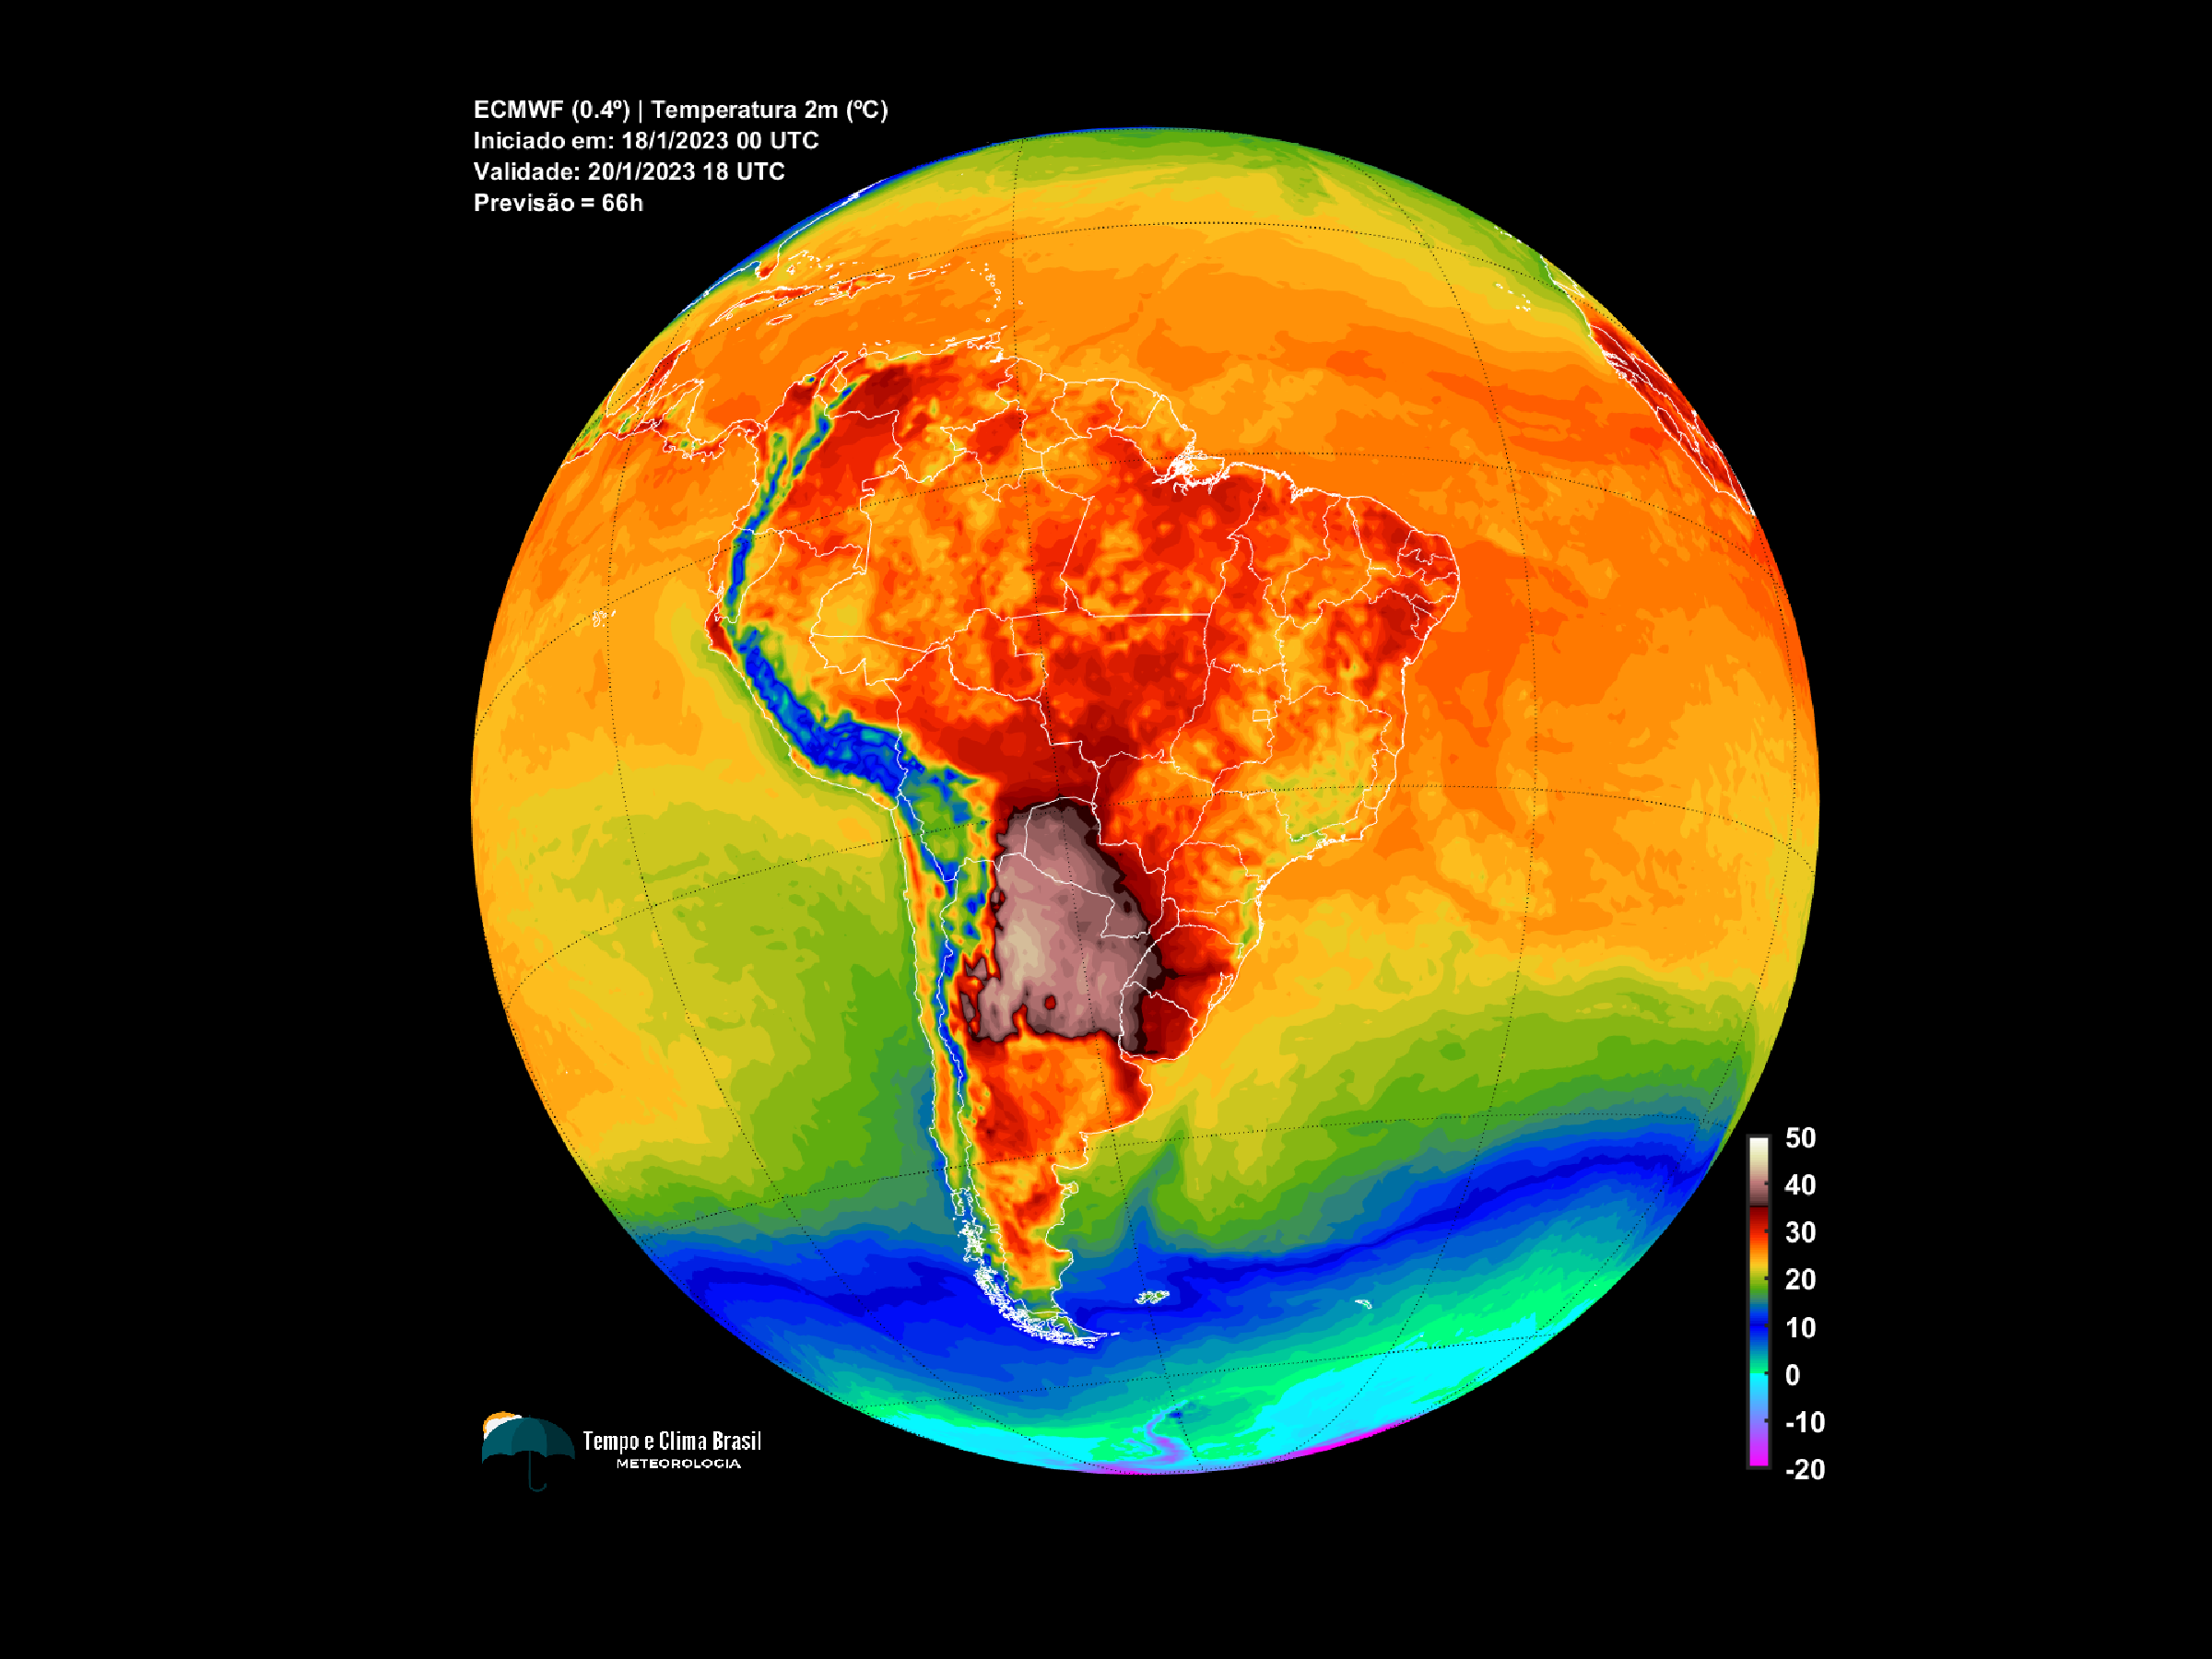 ECMWF (0.4º) | Temperatura 2m (ºC)
Iniciado em: 18/1/2023 00 UTC
Validade: 20/1/2023 18 UTC
Previsão = 66h
50
40
30
20
10
0
-10
-20
Tempo e Clima Brasil
METEOROLOGIA